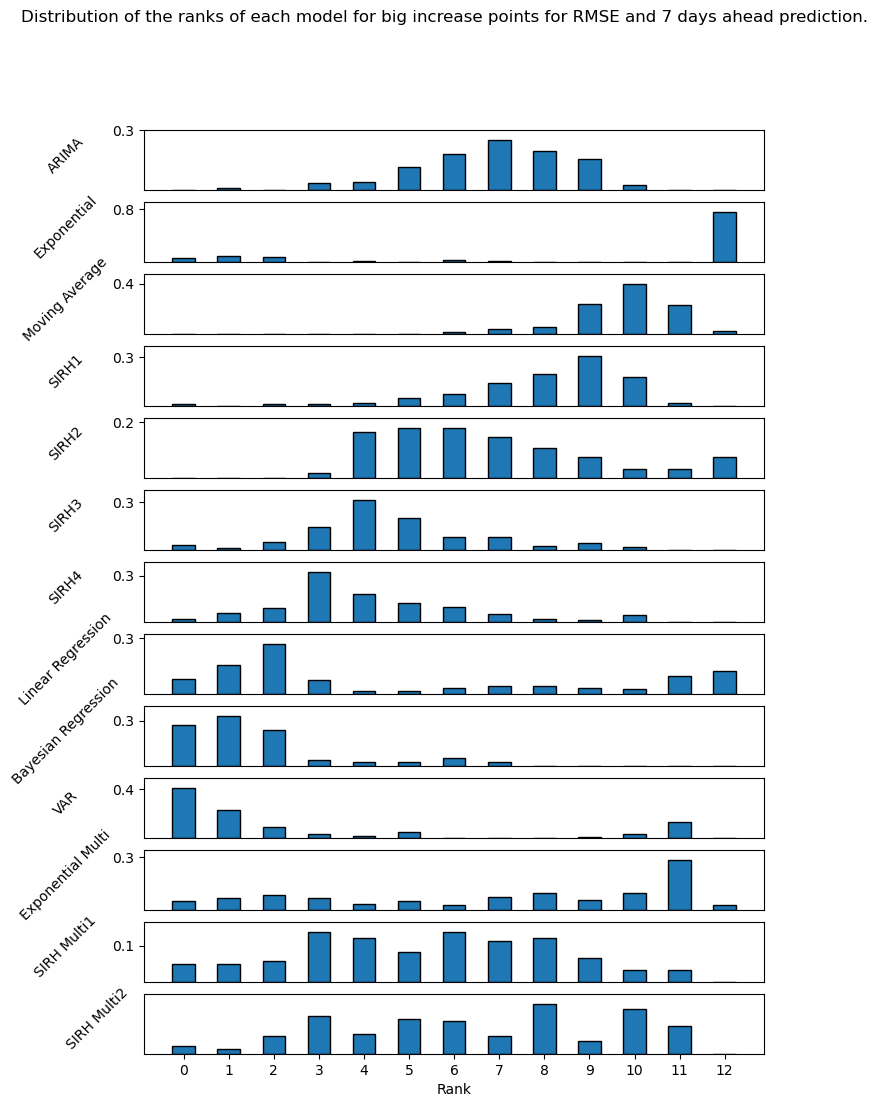 Distribution of the ranks of each model for big increase points for RMSE and 7 days ahead prediction.
ARIMA
0.3
Exponential
0.8
Moving Average
0.4
SIRH1
0.3
SIRH2
0.2
SIRH3
0.3
SIRH4
0.3
Linear Regression
0.3
Bayesian Regression
0.3
VAR
0.4
Exponential Multi
0.3
SIRH Multi1
0.1
SIRH Multi2
0 1 2 3 4 5 6 7 8 9 10 11 12
Rank